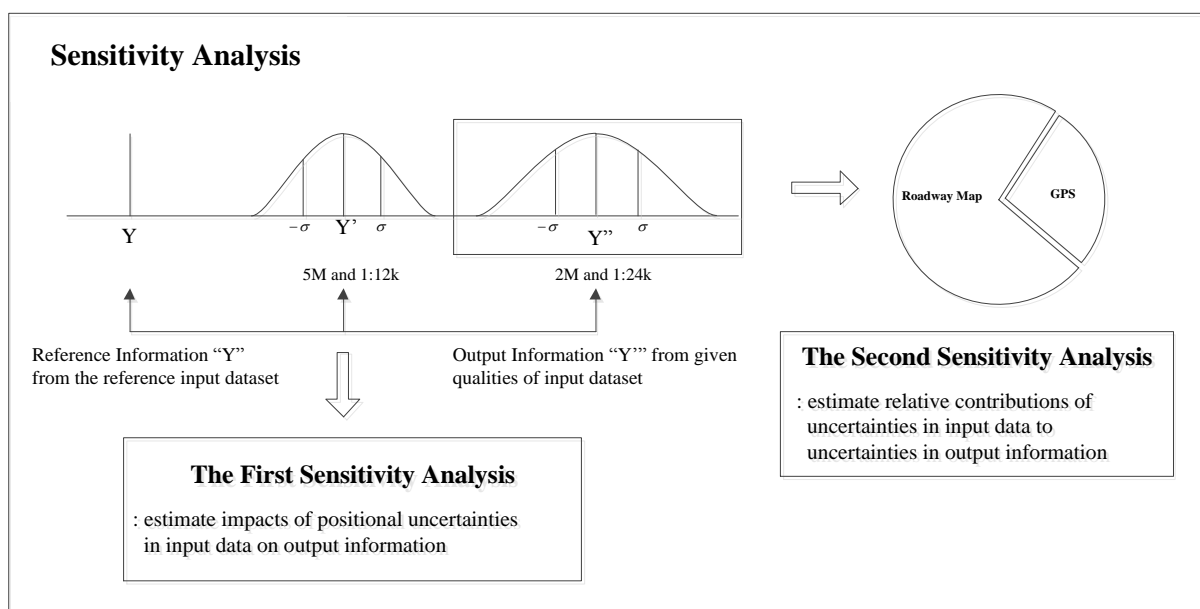 Sensitivity Analysis
Y
−σ
Y’
σ
−σ
Y”
σ
5M and 1:12k
2M and 1:24k
Roadway Map
GPS
Reference Information “Y”
from the reference input dataset
Output Information “Y’” from given
qualities of input dataset
The First Sensitivity Analysis
: estimate impacts of positional uncertainties
in input data on output information
The Second Sensitivity Analysis
: estimate relative contributions of
uncertainties in input data to
uncertainties in output information